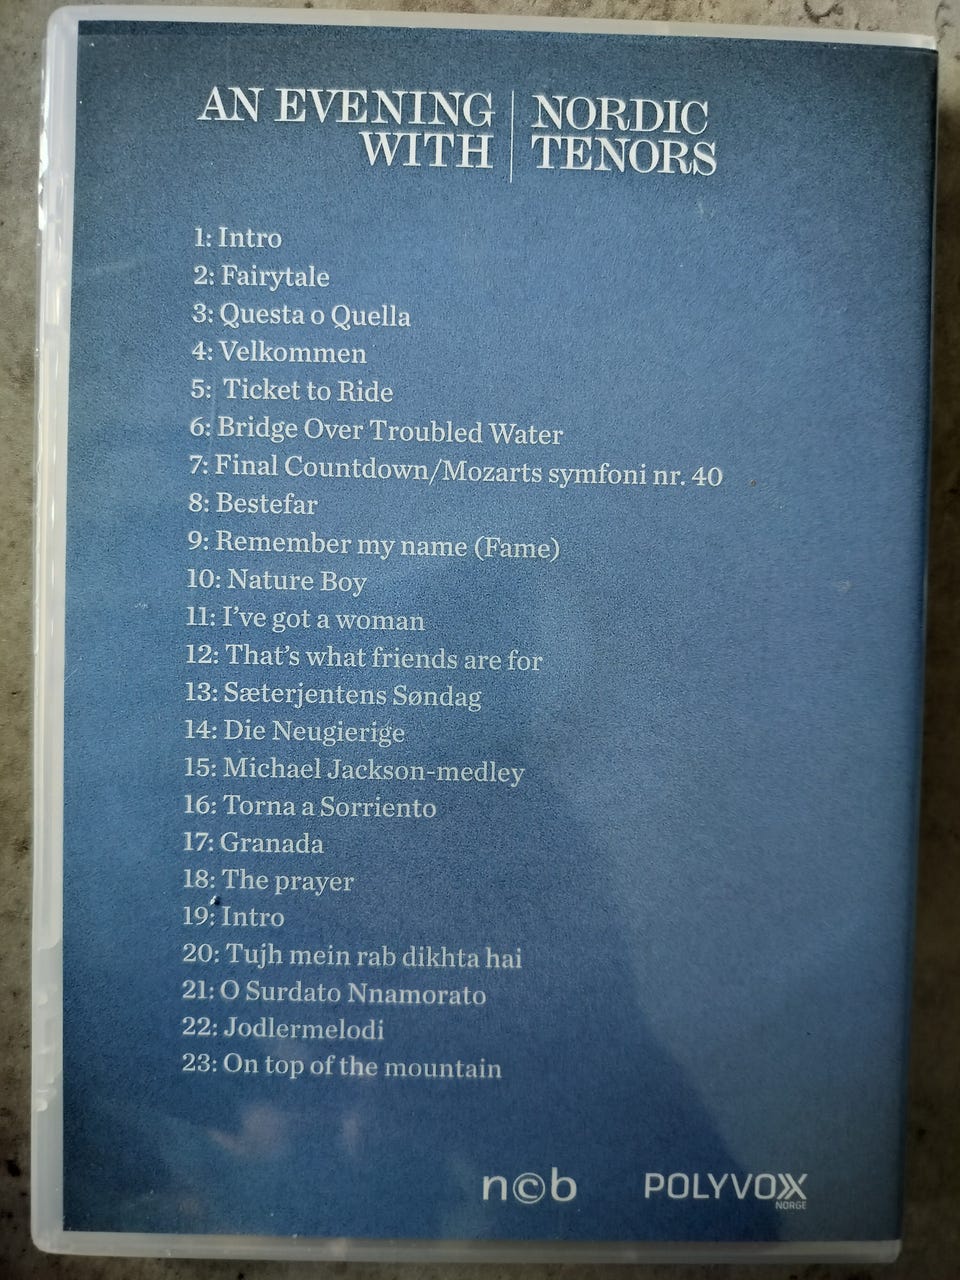 AN EVENING WITH NORDIC TENORS
1: Intro
2: Fairytale
3: Questa o Quella
4: Velkommen
5: Ticket to Ride
6: Bridge Over Troubled Water
7: Final Countdown/Mozarts symfoni nr. 40
8: Bestefar
9: Remember my name (Fame)
10: Nature Boy
11: I've got a woman
12: That's what friends are for
13: Sæterjentens Søndag
14: Die Neugierige
15: Michael Jackson-medley
16: Torna a Sorriento
17: Granada
18: The prayer
19: Intro
20: Tujh mein rab dikhta hai
21: O Surdato Nnamorato
22: Jodlermelodi
23: On top of the mountain
n©b
POLYVOXX
NORGE